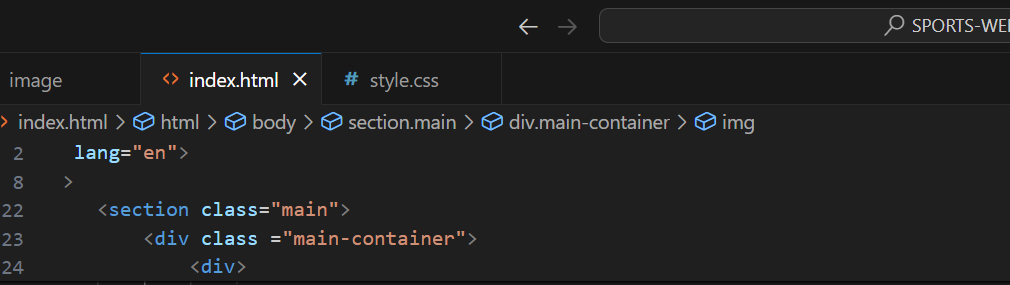 SPORTS-WE
image <> index.html × # style.css
> index.html > html > body > section.main > div.main-container > img
2 lang="en">
8 >
22 <section class="main">
23 <div class ="main-container">
24 <div>